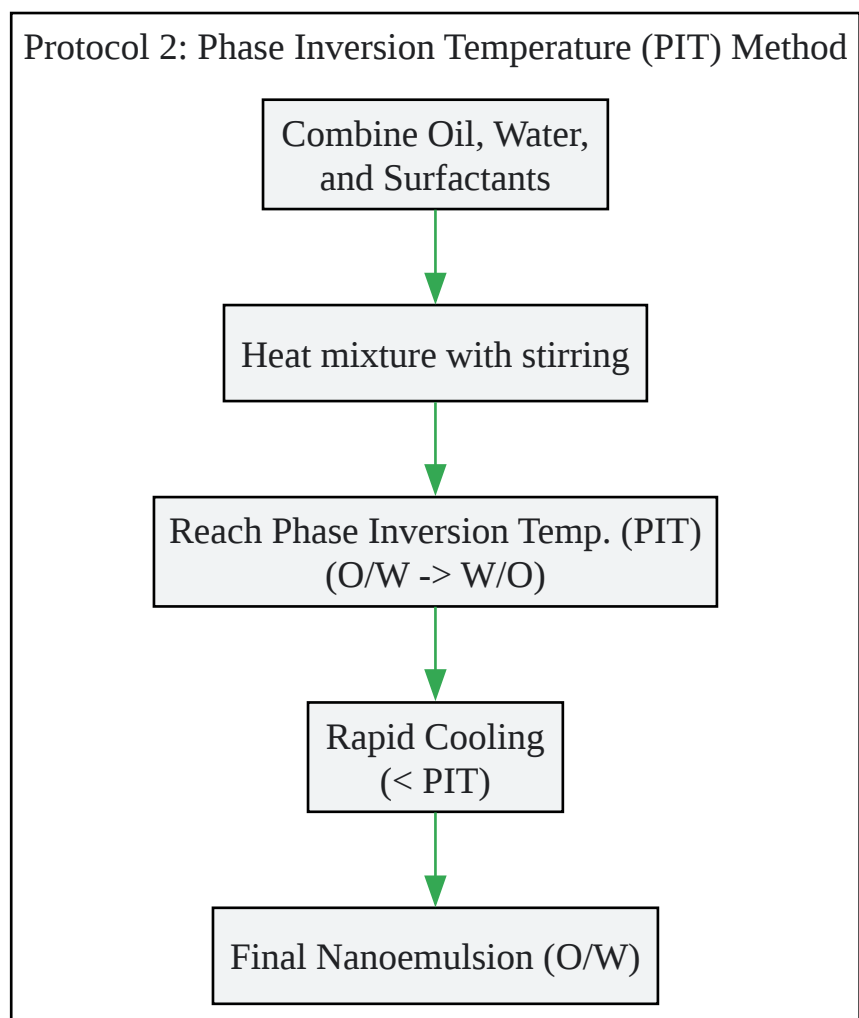 Protocol 2: Phase Inversion Temperature (PIT) Method
Combine Oil, Water,
and Surfactants
Heat mixture with stirring
Reach Phase Inversion Temp. (PIT)
(O/W -> W/O)
Rapid Cooling
(< PIT)
Final Nanoemulsion (O/W)